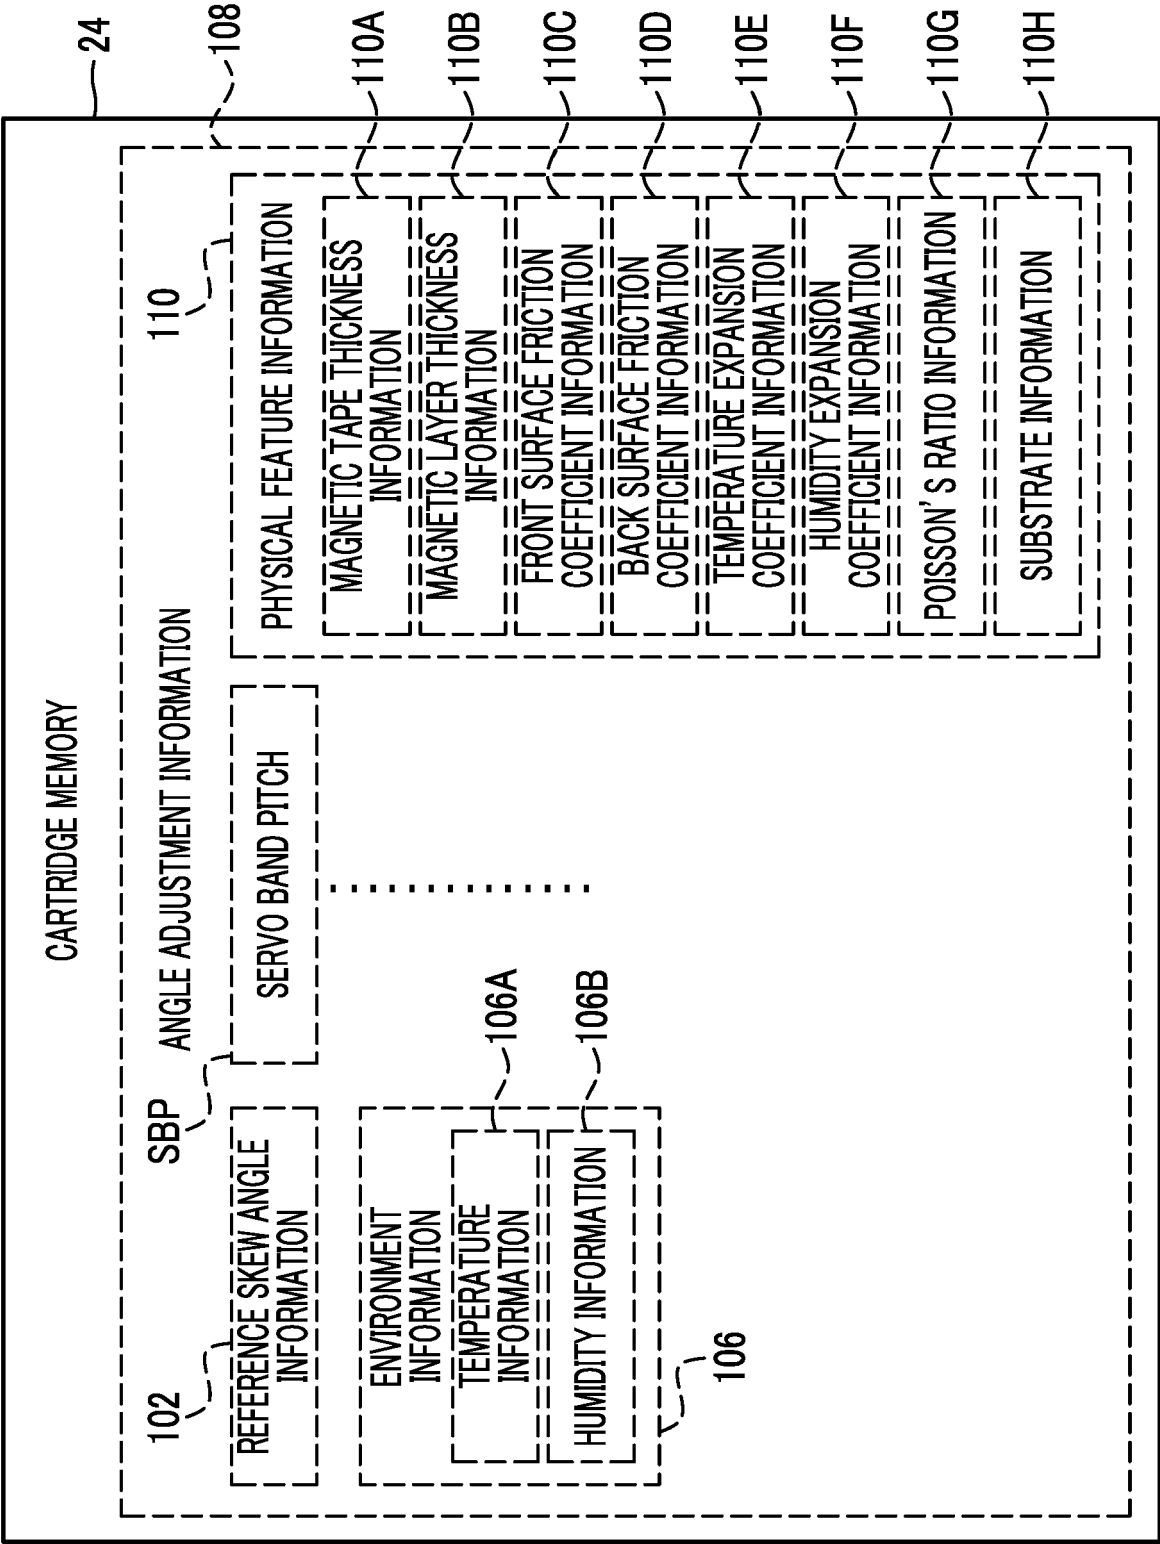 CARTRIDGE MEMORY
24
ANGLE ADJUSTMENT INFORMATION
108
102
REFERENCE SKEW ANGLE
INFORMATION
ENVIRONMENT
INFORMATION
TEMPERATURE
INFORMATION
106A
HUMIDITY INFORMATION
106B
106
SBP
SERVO BAND PITCH
110
PHYSICAL FEATURE INFORMATION
MAGNETIC TAPE THICKNESS
INFORMATION
110A
MAGNETIC LAYER THICKNESS
INFORMATION
110B
FRONT SURFACE FRICTION
COEFFICIENT INFORMATION
110C
BACK SURFACE FRICTION
COEFFICIENT INFORMATION
110D
TEMPERATURE EXPANSION
COEFFICIENT INFORMATION
110E
HUMIDITY EXPANSION
COEFFICIENT INFORMATION
110F
POISSON'S RATIO INFORMATION
110G
SUBSTRATE INFORMATION
110H